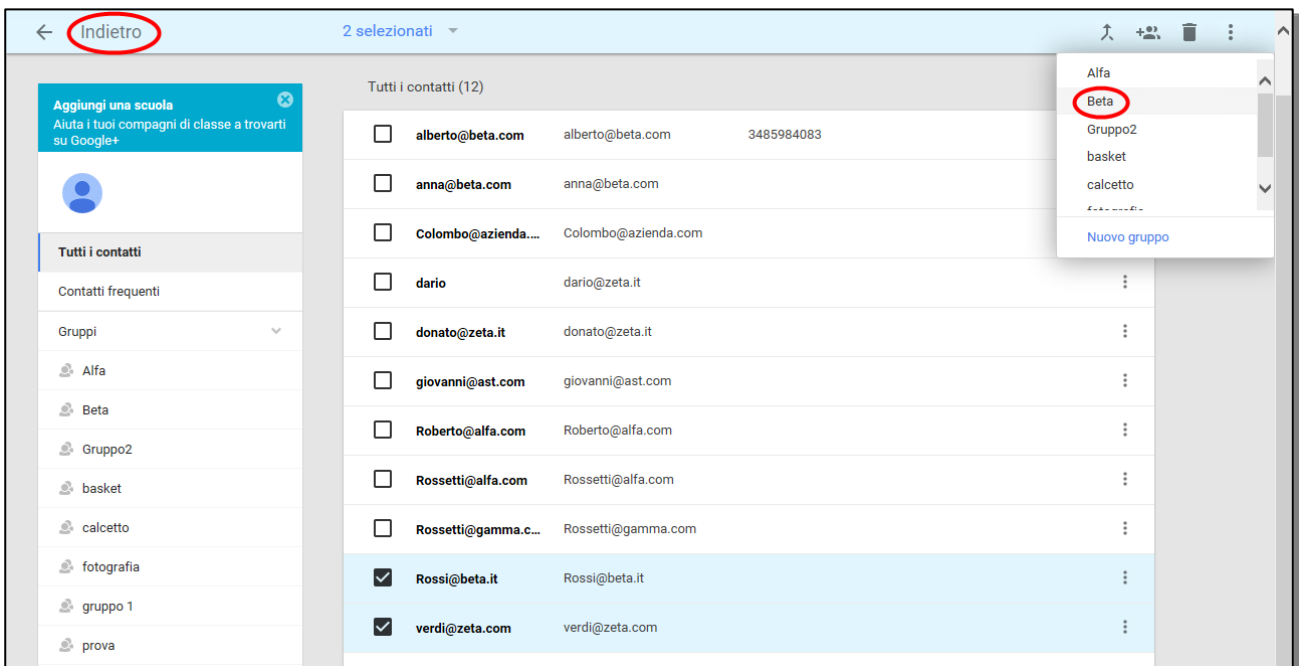 Indietro
2 selezionati
Alfa
Beta
Gruppo2
basket
calcetto
fotografia
Nuovo gruppo
Aggiungi una scuola
Aiuta i tuoi compagni di classe a trovarti
su Google+
Tutti i contatti
Contatti frequenti
Gruppi
Alfa
Beta
Gruppo2
basket
calcetto
fotografia
gruppo 1
prova
Tutti i contatti (12)
alberto@beta.com alberto@beta.com 3485984083
anna@beta.com anna@beta.com
Colombo@azienda.... Colombo@azienda.com
dario dario@zeta.it
donato@zeta.it donato@zeta.it
giovanni@ast.com giovanni@ast.com
Roberto@alfa.com Roberto@alfa.com
Rossetti@alfa.com Rossetti@alfa.com
Rossetti@gamma.c... Rossetti@gamma.com
Rossi@beta.it Rossi@beta.it
verdi@zeta.com verdi@zeta.com